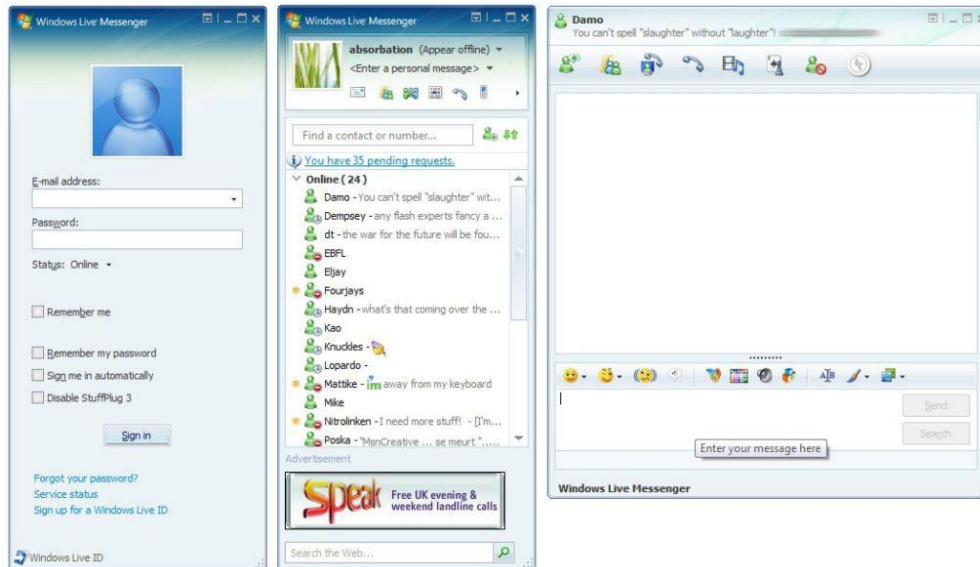 Windows Live Messenger
E-mail address:
Password:
Status: Online
Remember me
Remember my password
Sign me in automatically
Disable StuffPlug 3
Sign in
Forgot your password?
Service status
Sign up for a Windows Live ID
Windows Live ID
Windows Live Messenger
absorbation (Appear offline)
<Enter a personal message>
Find a contact or number...
You have 35 pending requests.
Online ( 24 )
Damo - You can't spell "slaughter" wit...
Dempsey - any flash experts fancy a ...
dt - the war for the future will be fou...
EBFL
Eljay
Fourjays
Haydn - what's that coming over the ...
Kao
Knuckles -
Lopardo -
Mattike - im away from my keyboard
Mike
Nitrolinken - I need more stuff! - [I'm...
Poska - "MsnCreative ... se meurt ".....
Advertisement
Speak Free UK evening &
weekend landline calls
Search the Web...
Damo
You can't spell "slaughter" without "laughter"!
AB
Send
Search
Enter your message here
Windows Live Messenger